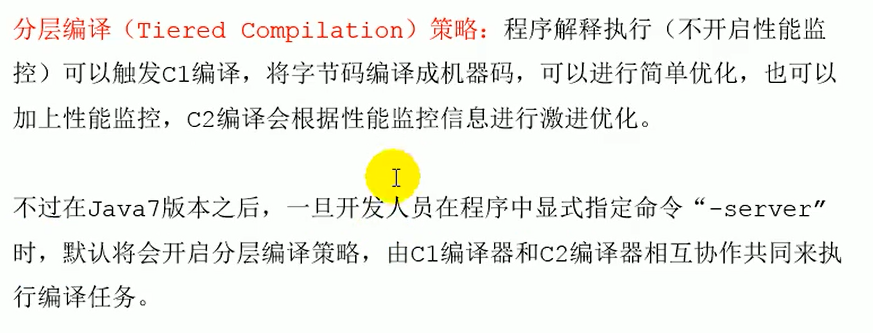 分层编译（Tiered Compilation）策略：程序解释执行（不开启性能监
控）可以触发C1编译，将字节码编译成机器码，可以进行简单优化，也可以
加上性能监控，C2编译会根据性能监控信息进行激进优化。
不过在Java7版本之后，一旦开发人员在程序中显式指定命令“-server”
时，默认将会开启分层编译策略，由C1编译器和C2编译器相互协作共同来执
行编译任务。